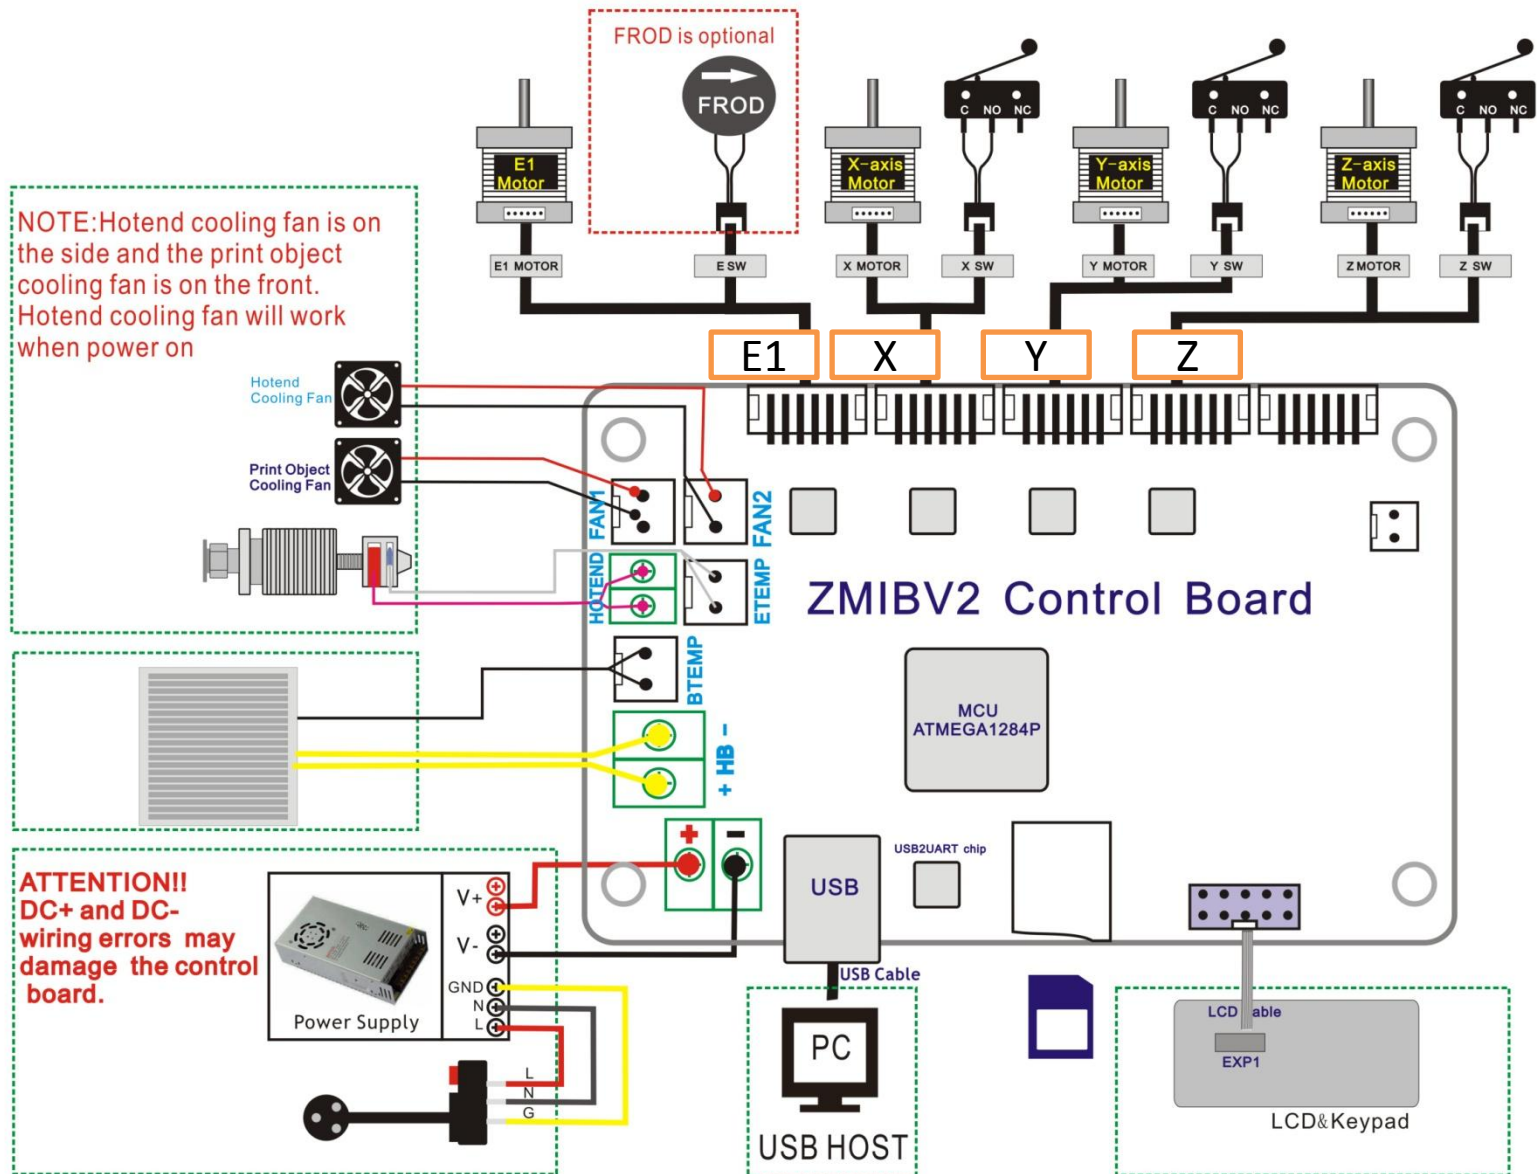 FROD is optional
FROD
C NO NC
C NO NC
C NO NC
E1
Motor
X-axis
Motor
Y-axis
Motor
Z-axis
Motor
E1 MOTOR
E SW
X MOTOR
X SW
Y MOTOR
Y SW
Z MOTOR
Z SW
E1
X
Y
Z
NOTE:Hotend cooling fan is on
the side and the print object
cooling fan is on the front.
Hotend cooling fan will work
when power on
Hotend
Cooling Fan
Print Object
Cooling Fan
FAN1
FAN2
HOTEND
ETEMP
BTEMP
+ HB -
ZMIBV2 Control Board
MCU
ATMEGA1284P
+ -
USB
USB2UART chip
USB Cable
ATTENTION!!
DC+ and DC-
wiring errors may
damage the control
board.
V+
V-
GND
N
L
Power Supply
L
N
G
PC
USB HOST
EXP1
LCD&Keypad